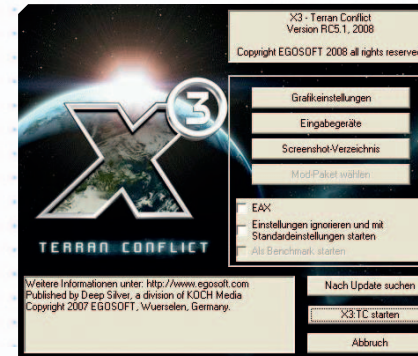 X3 - Terran Conflict
Version RC5.1, 2008
Copyright EGOSOFT 2008 all rights reserve
X
3
TERRAN CONFLICT
Grafikeinstellungen
Eingabegeräte
Screenshot-Verzeichnis
Mod-Paket wählen
EAX
Einstellungen ignorieren und mit
Standardeinstellungen starten
Als Benchmark starten
Weitere Informationen unter: http://www.egosoft.com
Published by Deep Silver, a division of KOCH Media
Copyright 2007 EGOSOFT, Wuerselen, Germany.
Nach Update suchen
X3:TC starten
Abbruch